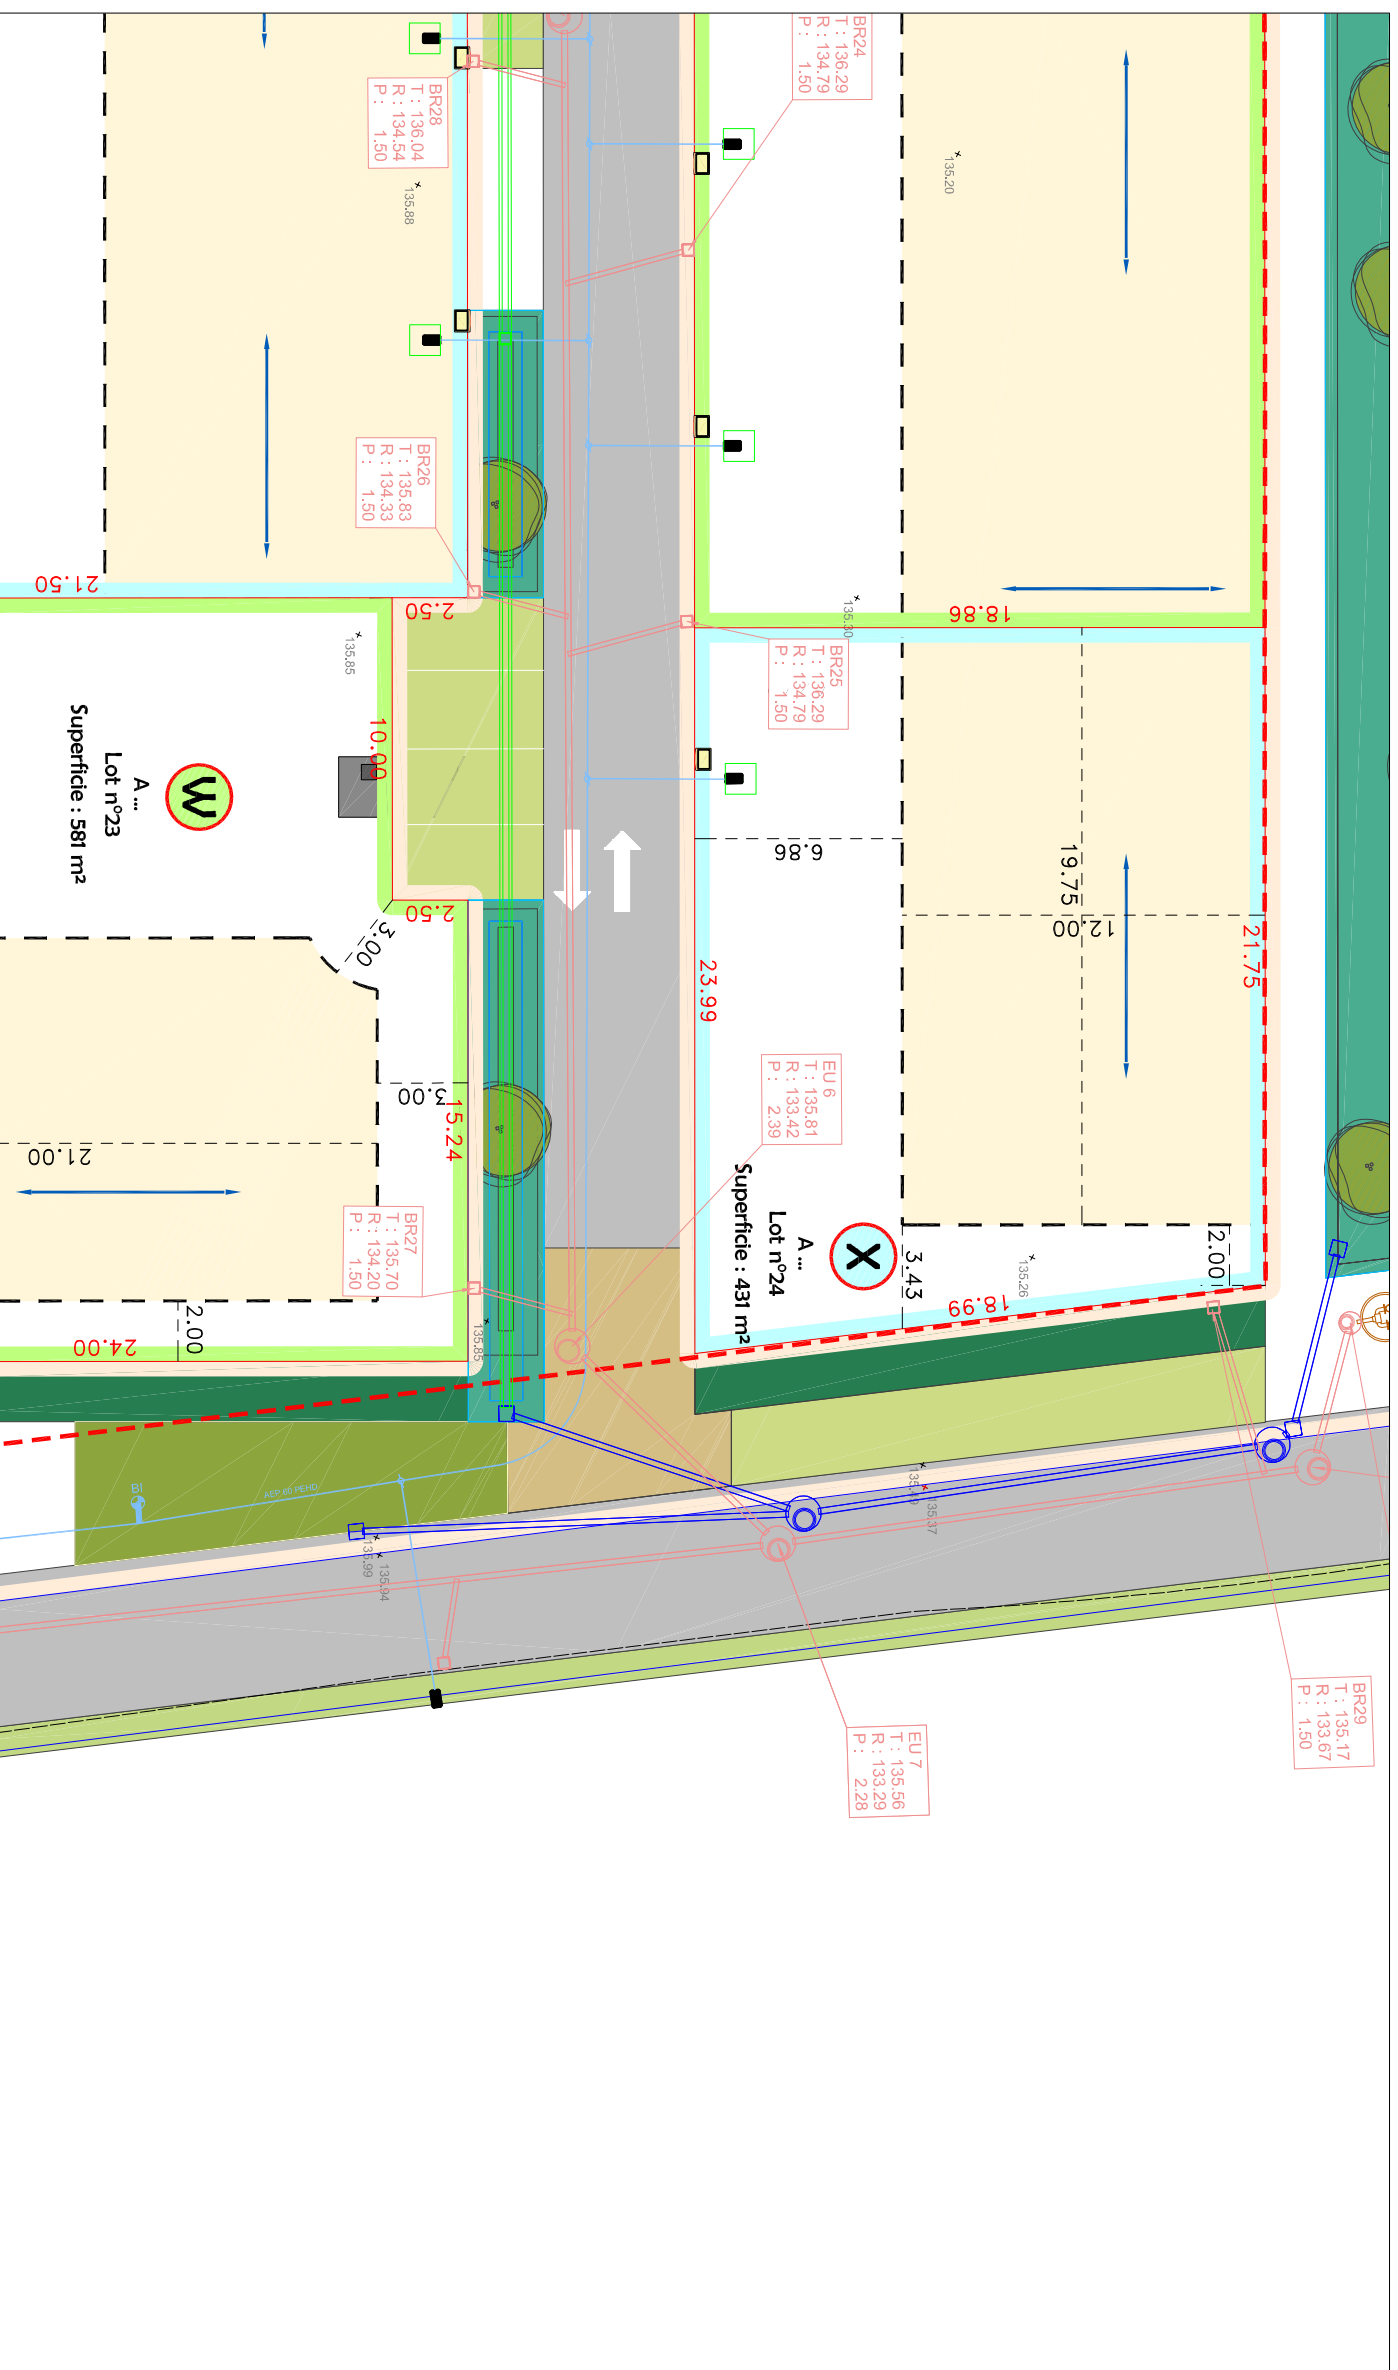 BR24
T : 136.29
R : 134.79
P : 1.50
BR28
T : 136.04
R : 134.54
P : 1.50
135.88
135.20
BR26
T : 135.83
R : 134.33
P : 1.50
21.50
2.50
135.85
135.30
18.86
BR25
T : 136.29
R : 134.79
P : 1.50
10.00
W
A ...
Lot n°23
Superficie : 581 m²
6.86
19.75
12.00
21.75
2.50
3.00
23.99
3.00
15.24
21.00
EU 6
T : 135.81
R : 133.42
P : 2.39
BR27
T : 135.70
R : 134.20
P : 1.50
X
A ...
Lot n°24
Superficie : 431 m²
3.43
2.00
135.26
18.99
2.00
24.00
135.85
BI
AEP 60 PEHD
135.99
135.94
135.37
BR29
T : 135.17
R : 133.67
P : 1.50
EU 7
T : 135.56
R : 133.29
P : 2.28